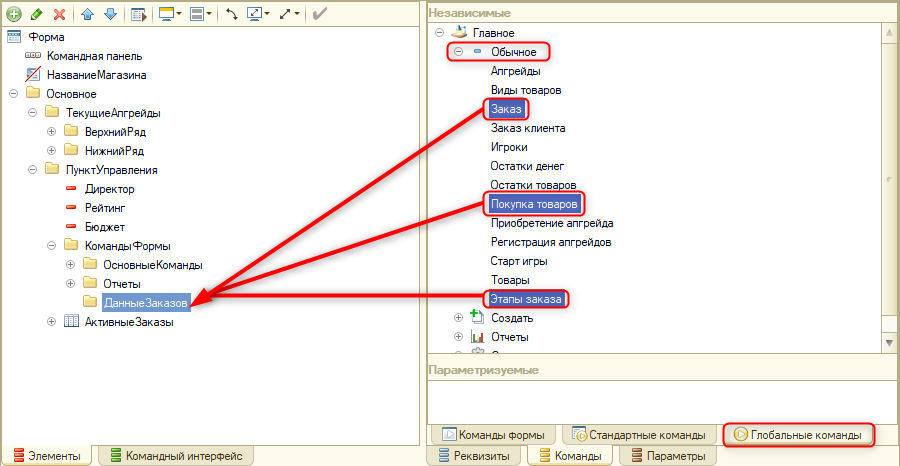 Форма
Командная панель
НазваниеМагазина
Основное
ТекущиеАпгрейды
ВерхнийРяд
НижнийРяд
ПунктУправления
Директор
Рейтинг
Бюджет
КомандыФормы
ОсновныеКоманды
Отчеты
ДанныеЗаказов
АктивныеЗаказы
Элементы
Командный интерфейс
Независимые
Главное
Обычное
Апгрейды
Виды товаров
Заказ
Заказ клиента
Игроки
Остатки денег
Остатки товаров
Покупка товаров
Приобретение апгрейда
Регистрация апгрейдов
Старт игры
Товары
Этапы заказа
Создать
Отчеты
Параметризуемые
Команды формы
Стандартные команды
Глобальные команды
Реквизиты
Команды
Параметры